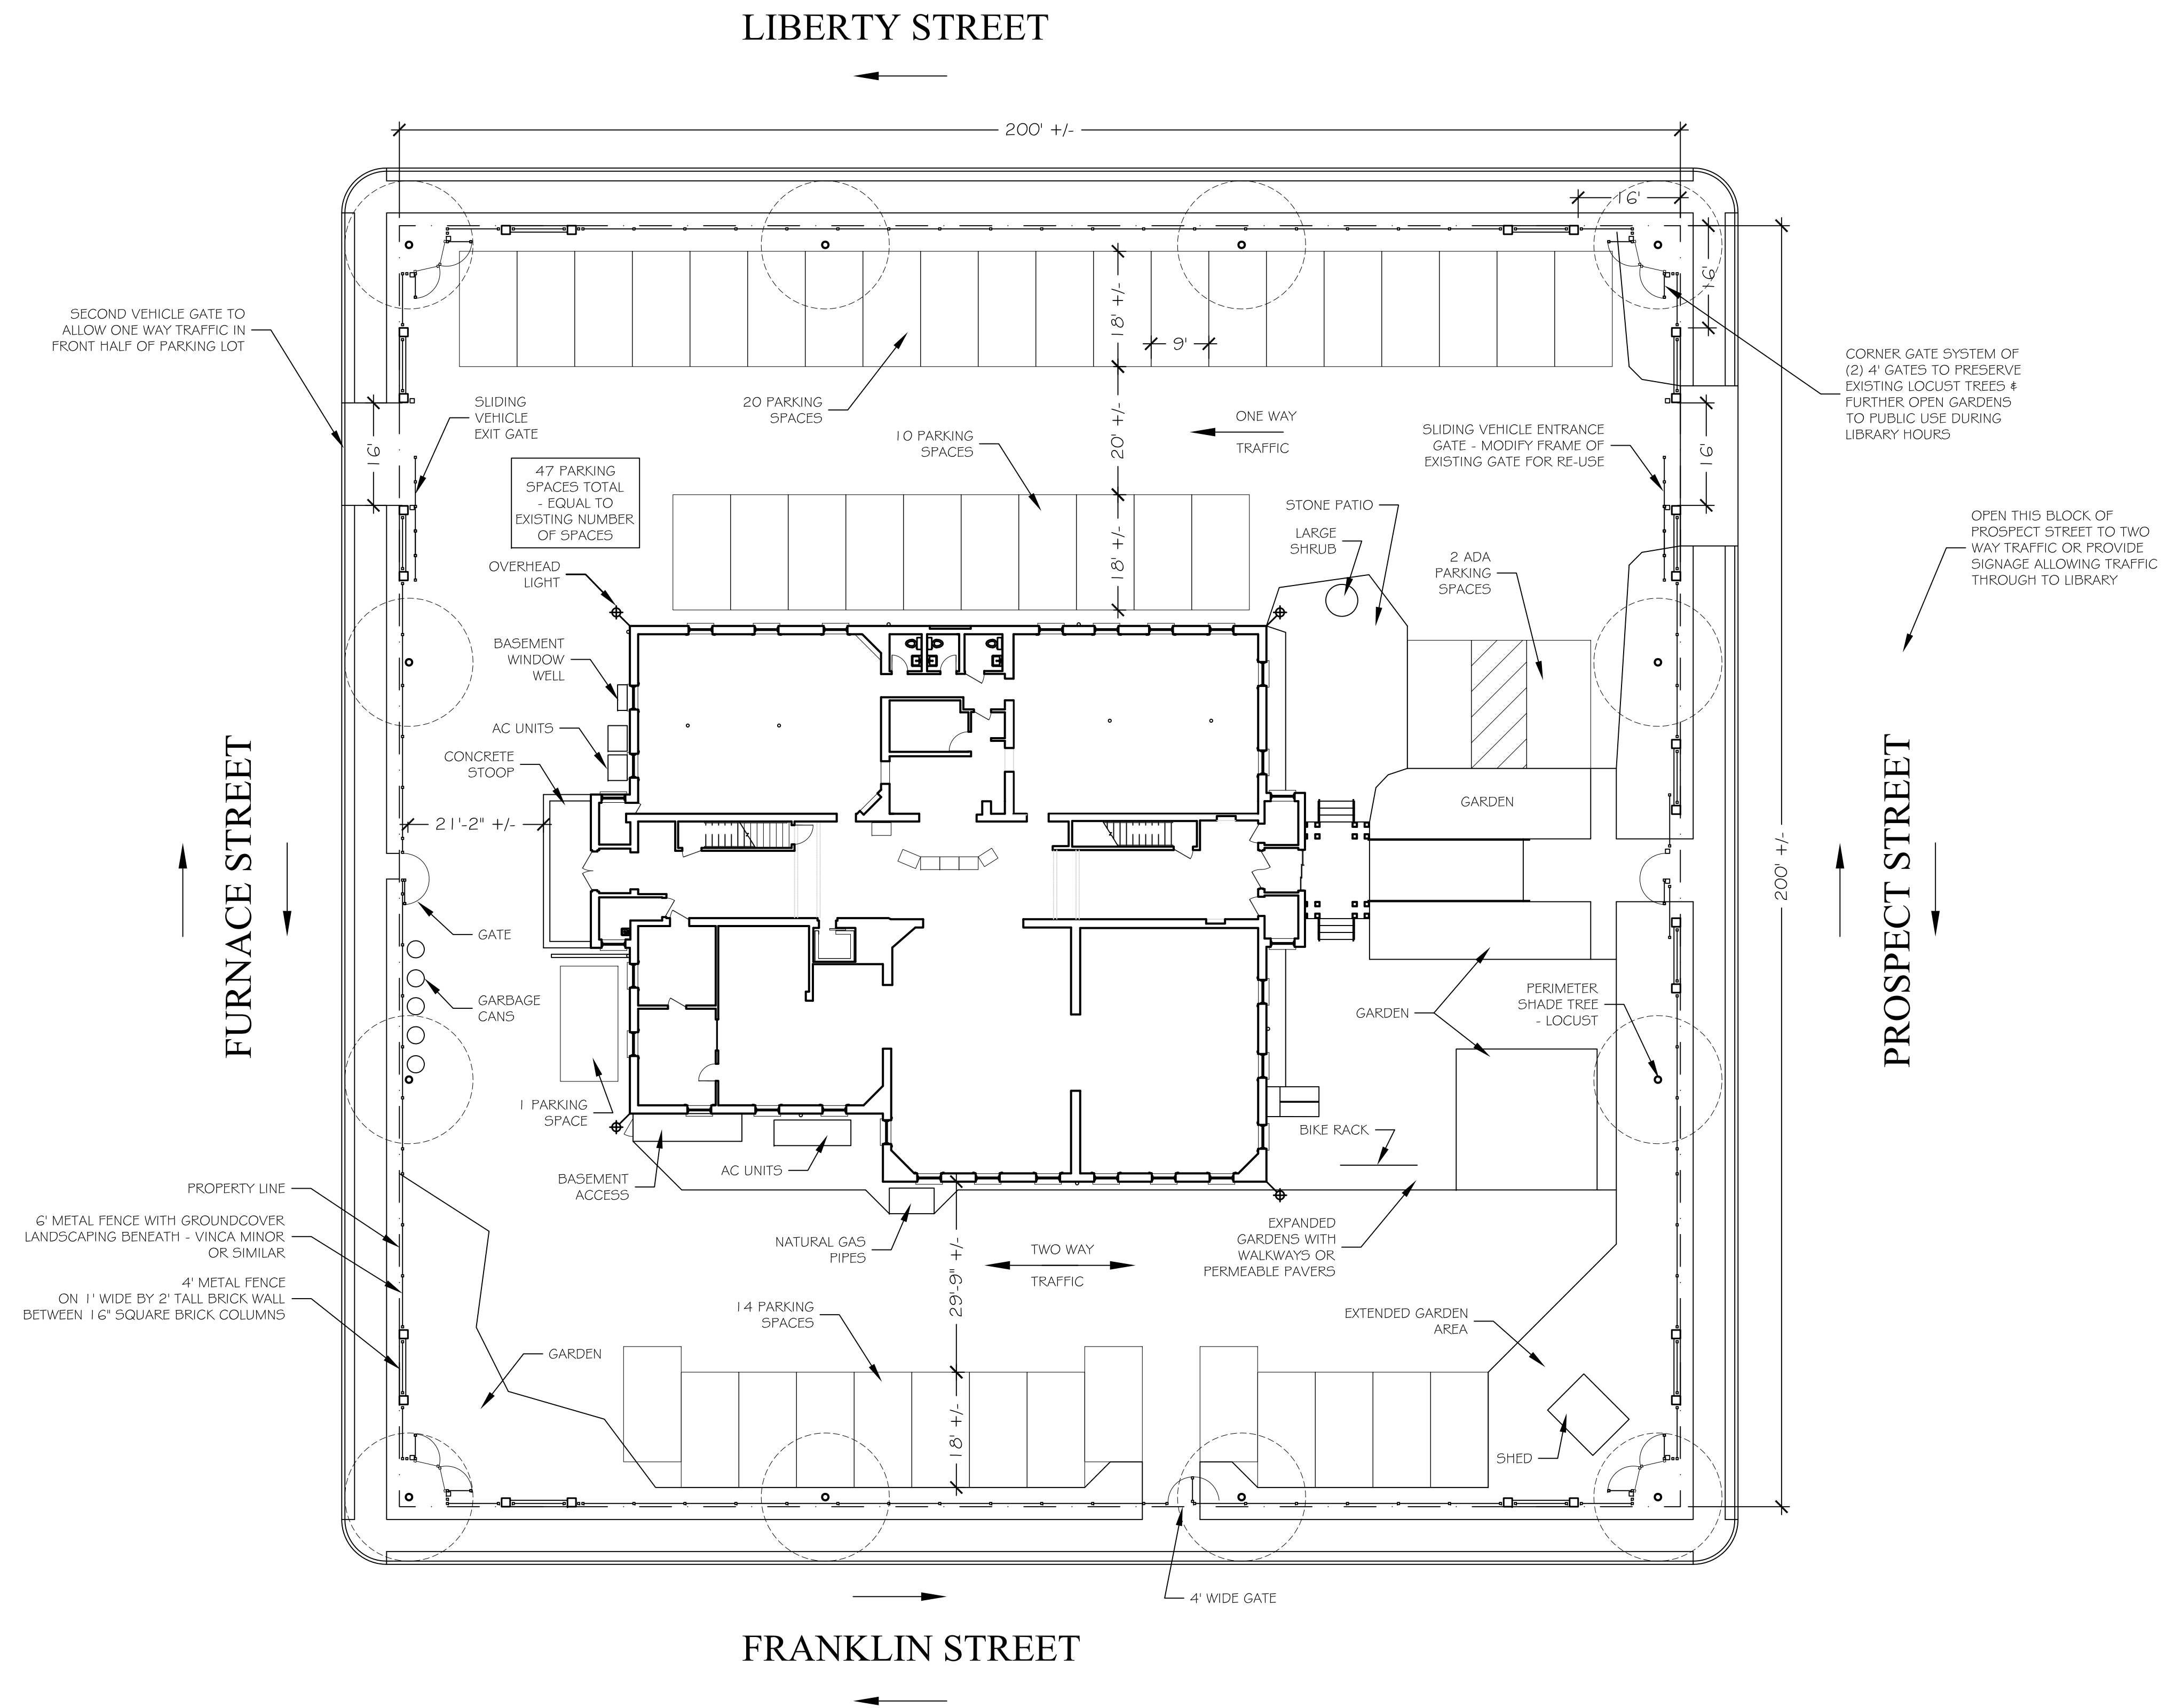 LIBERTY STREET
200' +/-
16'
16'
SECOND VEHICLE GATE TO
ALLOW ONE WAY TRAFFIC IN
FRONT HALF OF PARKING LOT
18' +/-
9'
CORNER GATE SYSTEM OF
(2) 4' GATES TO PRESERVE
EXISTING LOCUST TREES &
FURTHER OPEN GARDENS
TO PUBLIC USE DURING
LIBRARY HOURS
SLIDING
VEHICLE
EXIT GATE
16'
20 PARKING
SPACES
10 PARKING
SPACES
20' +/-
ONE WAY
TRAFFIC
SLIDING VEHICLE ENTRANCE
GATE - MODIFY FRAME OF
EXISTING GATE FOR RE-USE
16'
47 PARKING
SPACES TOTAL
- EQUAL TO
EXISTING NUMBER
OF SPACES
STONE PATIO
LARGE
SHRUB
18' +/-
2 ADA
PARKING
SPACES
OPEN THIS BLOCK OF
PROSPECT STREET TO TWO
WAY TRAFFIC OR PROVIDE
SIGNAGE ALLOWING TRAFFIC
THROUGH TO LIBRARY
OVERHEAD
LIGHT
BASEMENT
WINDOW
WELL
AC UNITS
CONCRETE
STOOP
21'-2" +/-
GARDEN
FURNACE STREET
PROSPECT STREET
200' +/-
GATE
GARBAGE
CANS
GARDEN
PERIMETER
SHADE TREE
- LOCUST
1 PARKING
SPACE
BIKE RACK
BASEMENT
ACCESS
AC UNITS
PROPERTY LINE
6' METAL FENCE WITH GROUNDCOVER
LANDSCAPING BENEATH - VINCA MINOR
OR SIMILAR
4' METAL FENCE
ON 1' WIDE BY 2' TALL BRICK WALL
BETWEEN 16" SQUARE BRICK COLUMNS
NATURAL GAS
PIPES
29'-9" +/-
TWO WAY
TRAFFIC
EXPANDED
GARDENS WITH
WALKWAYS OR
PERMEABLE PAVERS
14 PARKING
SPACES
EXTENDED GARDEN
AREA
GARDEN
18' +/-
SHED
4' WIDE GATE
FRANKLIN STREET